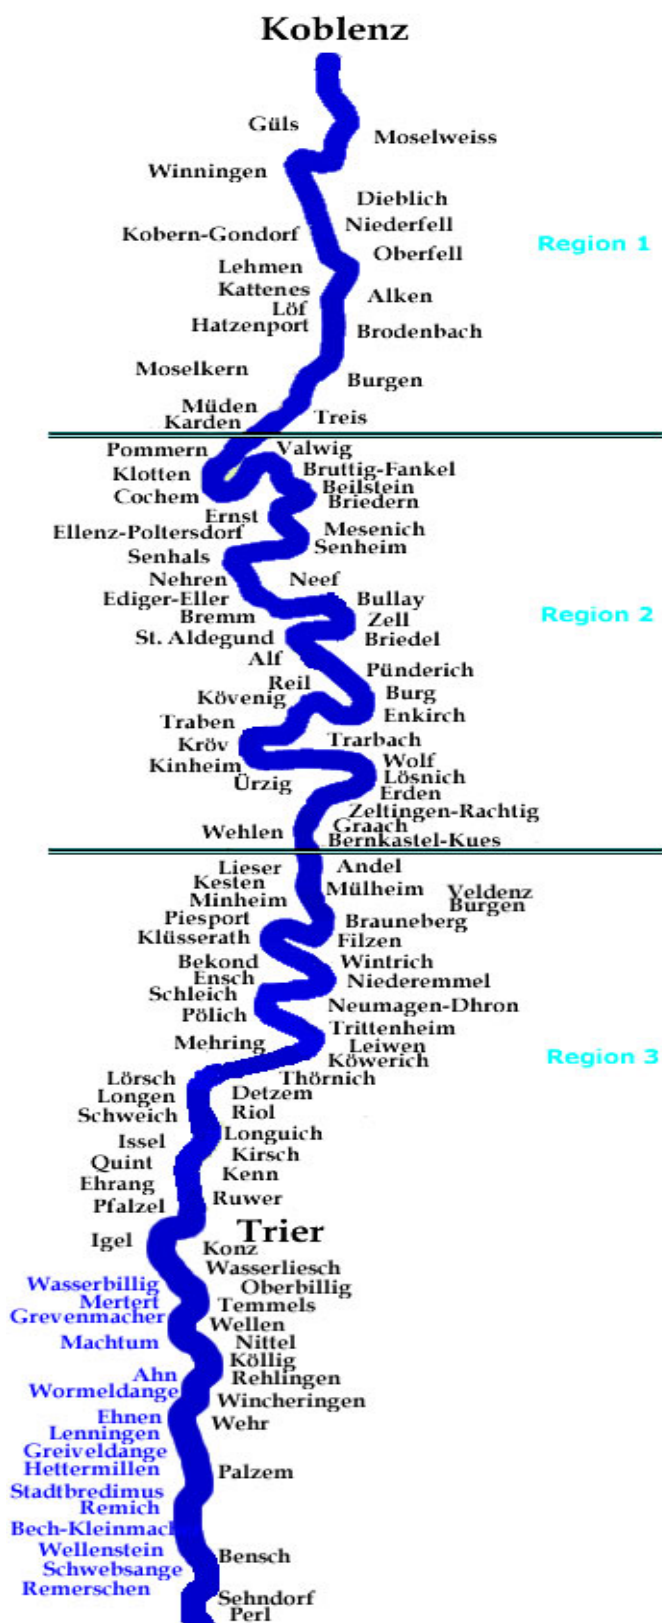 Koblenz
Güls
Moselweiss
Winningen
Dieblich
Niederfell
Kobern-Gondorf
Region 1
Oberfell
Lehmen
Kattenes
Alken
Löf
Hatzenport
Brodenbach
Moselkern
Burgen
Müden
Treis
Karden
Pommern
Valwig
Klotten
Bruttig-Fankel
Beilstein
Cochem
Briedern
Ernst
Mesenich
Ellenz-Poltersdorf
Senheim
Senhals
Nehren
Neef
Ediger-Eller
Bullay
Bremm
Zell
Region 2
St. Aldegund
Briedel
Alf
Pünderich
Reil
Burg
Kövenig
Enkirch
Traben
Trarbach
Kröv
Wolf
Kinheim
Lösnich
Ürzig
Erden
Zeltingen-Rachtig
Graach
Wehlen
Bernkastel-Kues
Lieser
Andel
Kesten
Mülheim
Veldenz
Minheim
Burgen
Piesport
Brauneberg
Klüsserath
Filzen
Bekond
Wintrich
Ensch
Niederemmel
Schleich
Neumagen-Dhron
Pölich
Trittenheim
Mehring
Leiwen
Region 3
Köwerich
Lörsch
Thörnich
Longen
Detzem
Schweich
Riol
Issel
Longuich
Kirsch
Quint
Kenn
Ehrang
Ruwer
Pfalzel
Trier
Igel
Konz
Wasserliesch
Wasserbillig
Oberbillig
Mertert
Temmels
Grevenmacher
Wellen
Machtum
Nittel
Köllig
Ahn
Rehlingen
Wormeldange
Wincheringen
Ehnen
Wehr
Lenningen
Greiveldange
Hettermillen
Palzem
Stadtbredimus
Remich
Bech-Kleinmach
Wellenstein
Bensch
Schwebsange
Remerschen
Sehndorf
Perl